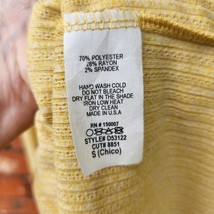 70% POLYESTER
28% RAYON
2% SPANDEX
HAND WASH COLD
DO NOT BLEACH
DRY FLAT IN THE SHADE
IRON LOW HEAT
DRY CLEAN
MADE IN U.S.A
RN # 150007
STYLE# D53122
CUT# 8851
S (Chico)